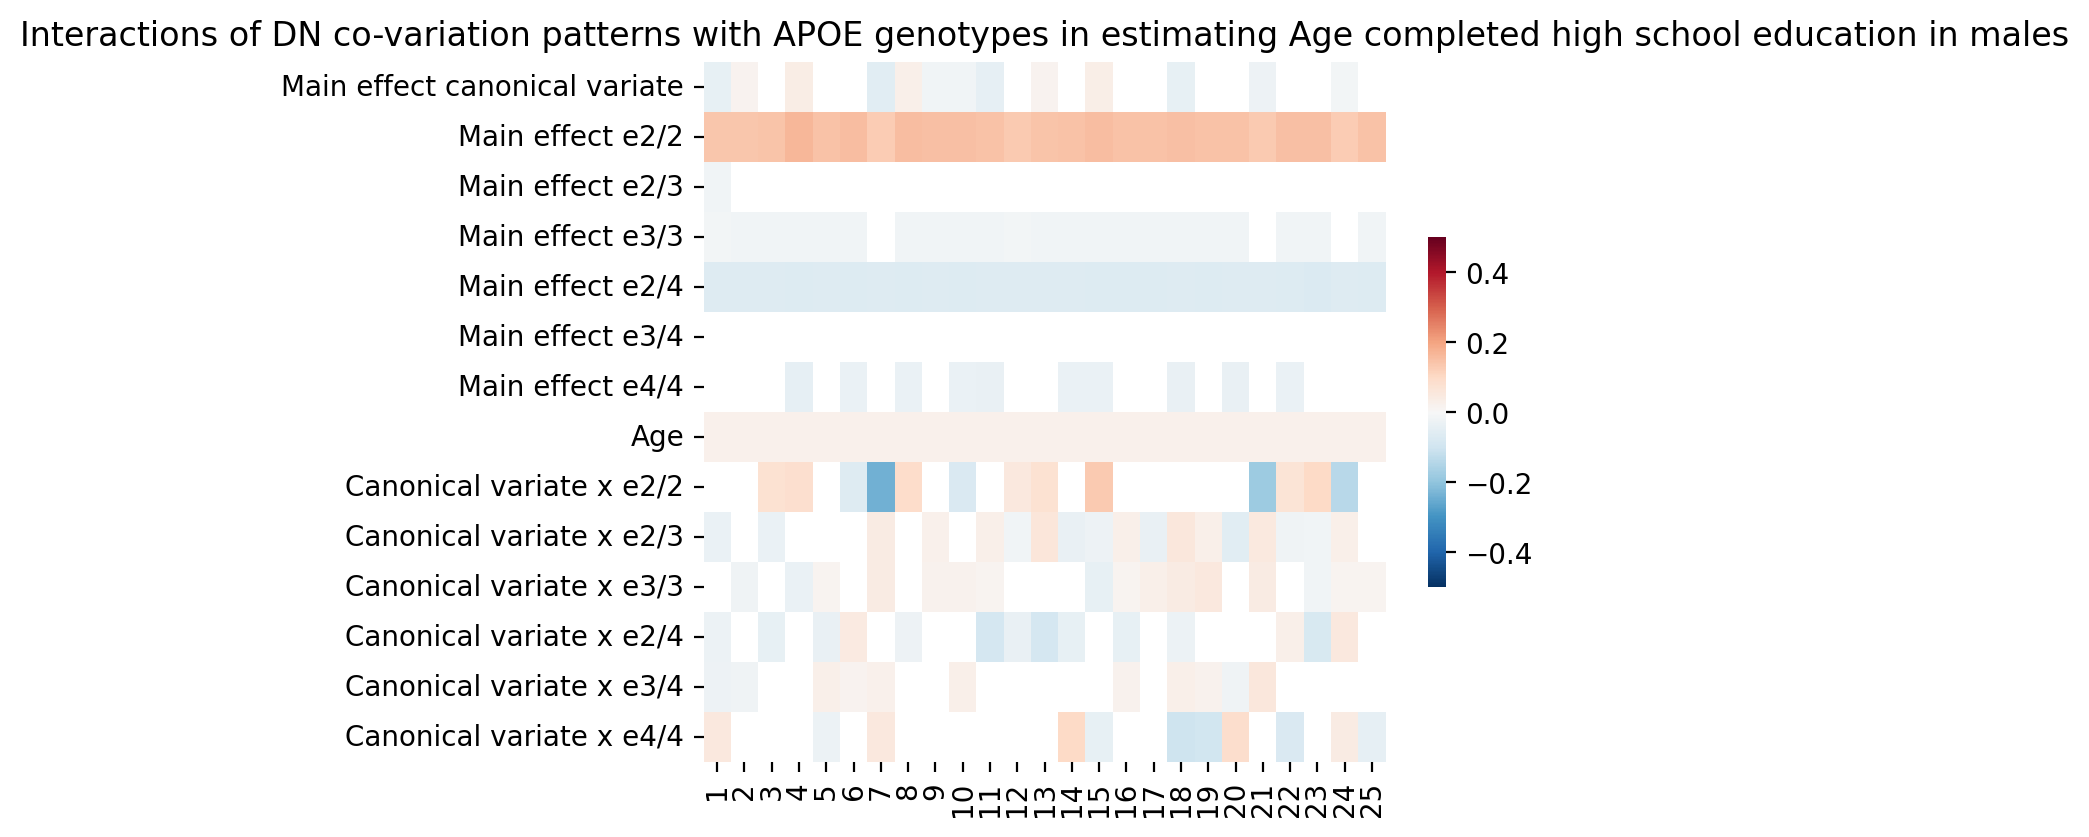 Interactions of DN co-variation patterns with APOE genotypes in estimating Age completed high school education in males
Main effect canonical variate
Main effect e2/2
Main effect e2/3
Main effect e3/3
Main effect e2/4
Main effect e3/4
Main effect e4/4
Age
Canonical variate x e2/2
Canonical variate x e2/3
Canonical variate x e3/3
Canonical variate x e2/4
Canonical variate x e3/4
Canonical variate x e4/4
1 2 3 4 5 6 7 8 9 10 11 12 13 14 15 16 17 18 19 20 21 22 23 24 25
0.4
0.2
0.0
−0.2
−0.4